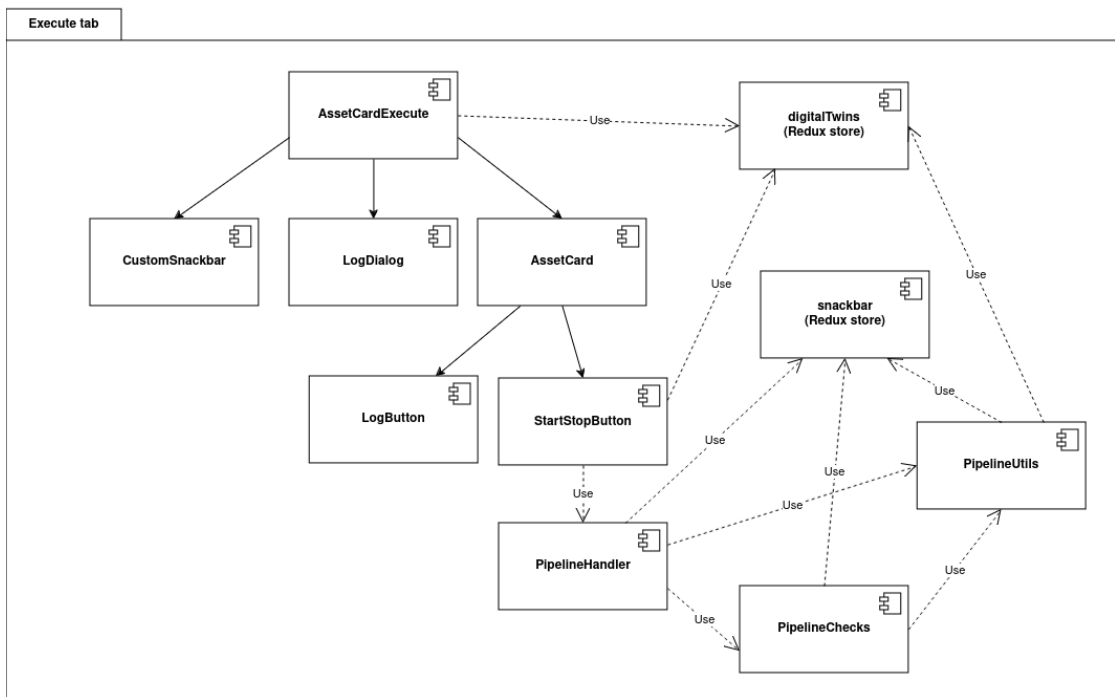 Execute tab
AssetCardExecute
Use
digitalTwins
(Redux store)
CustomSnackbar
LogDialog
AssetCard
Use
Use
snackbar
(Redux store)
LogButton
StartStopButton
Use
Use
PipelineUtils
Use
Use
Use
Use
PipelineHandler
Use
Use
PipelineChecks